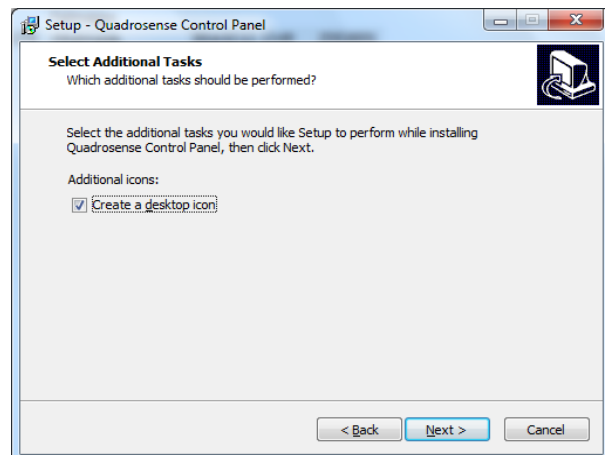 Setup - Quadrosense Control Panel
Select Additional Tasks
Which additional tasks should be performed?
Select the additional tasks you would like Setup to perform while installing
Quadrosense Control Panel, then click Next.
Additional icons:
Create a desktop icon
< Back Next > Cancel